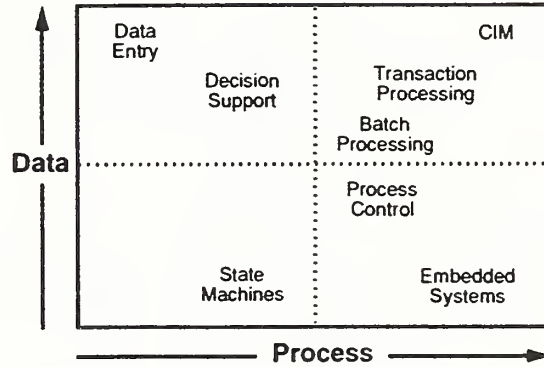 Data
Entry
CIM
Decision
Support
Transaction
Processing
Batch
Processing
Data
Process
Control
State
Machines
Embedded
Systems
Process